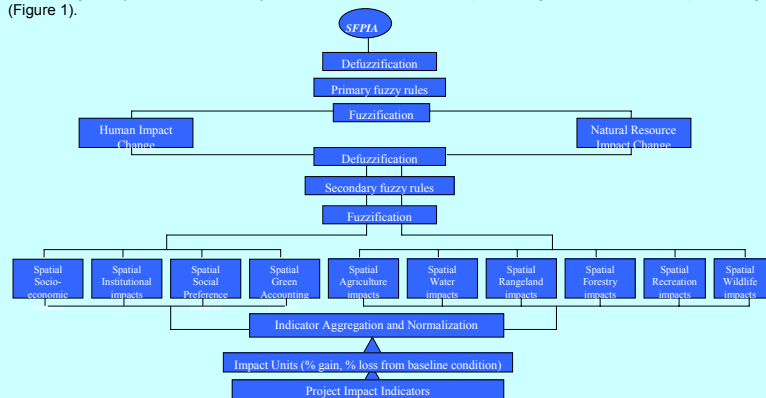 (Figure 1).
SFPIA
Defuzzification
Primary fuzzy rules
Fuzzification
Human Impact
Change
Natural Resource
Impact Change
Defuzzification
Secondary fuzzy rules
Fuzzification
Spatial
Socio-
economic
Spatial
Institutional
impacts
Spatial
Social
Preference
Spatial
Green
Accounting
Spatial
Agriculture
impacts
Spatial
Water
impacts
Spatial
Rangeland
impacts
Spatial
Forestry
impacts
Spatial
Recreation
impacts
Spatial
Wildlife
impacts
Indicator Aggregation and Normalization
Impact Units (% gain, % loss from baseline condition)
Project Impact Indicators